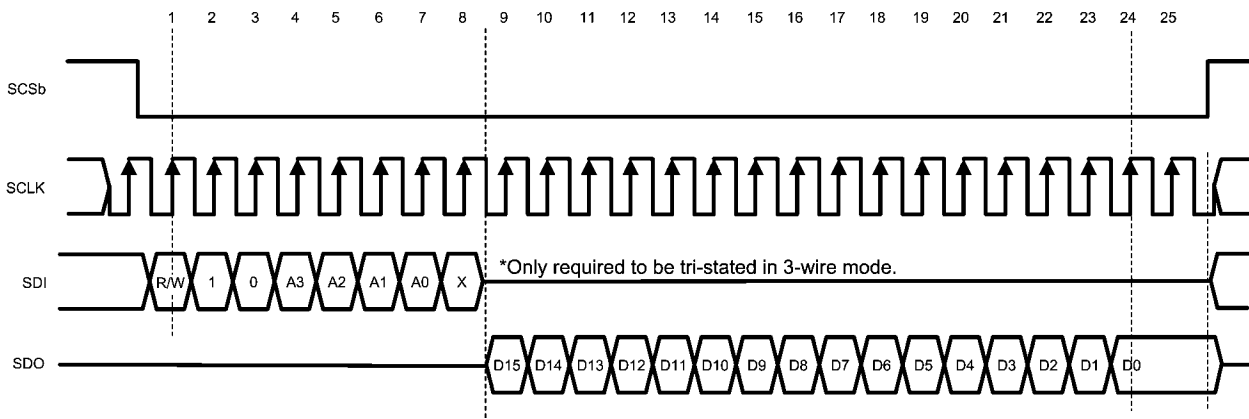 1 2 3 4 5 6 7 8 9 10 11 12 13 14 15 16 17 18 19 20 21 22 23 24 25
SCSb
SCLK
*Only required to be tri-stated in 3-wire mode.
SDI R/W 1 0 A3 A2 A1 A0 X
SDO D15 D14 D13 D12 D11 D10 D9 D8 D7 D6 D5 D4 D3 D2 D1 D0